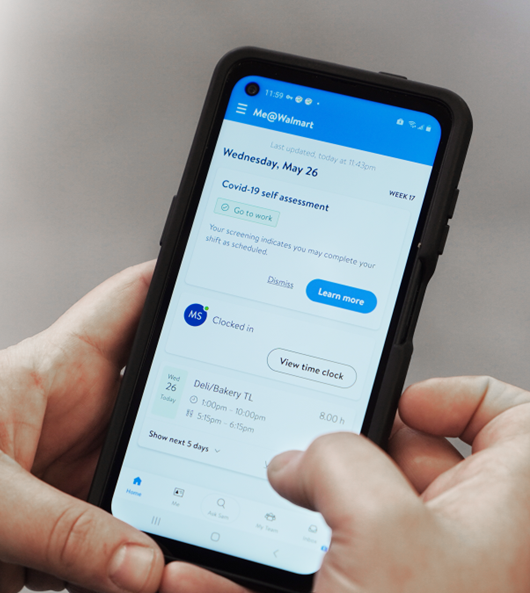 11:59
Me@Walmart
Last updated, today at 11:43pm
Wednesday, May 26
WEEK 17
Covid-19 self assessment
Go to work
Your screening indicates you may complete your
shift as scheduled.
Dismiss
Learn more
MS
Clocked in
View time clock
Wed
26
Today
Deli/Bakery TL
1:00pm - 10:00pm
8.00 h
5:15pm - 6:15pm
Show next 5 days
Home
Me
Ask Sam
My Team
Inbox